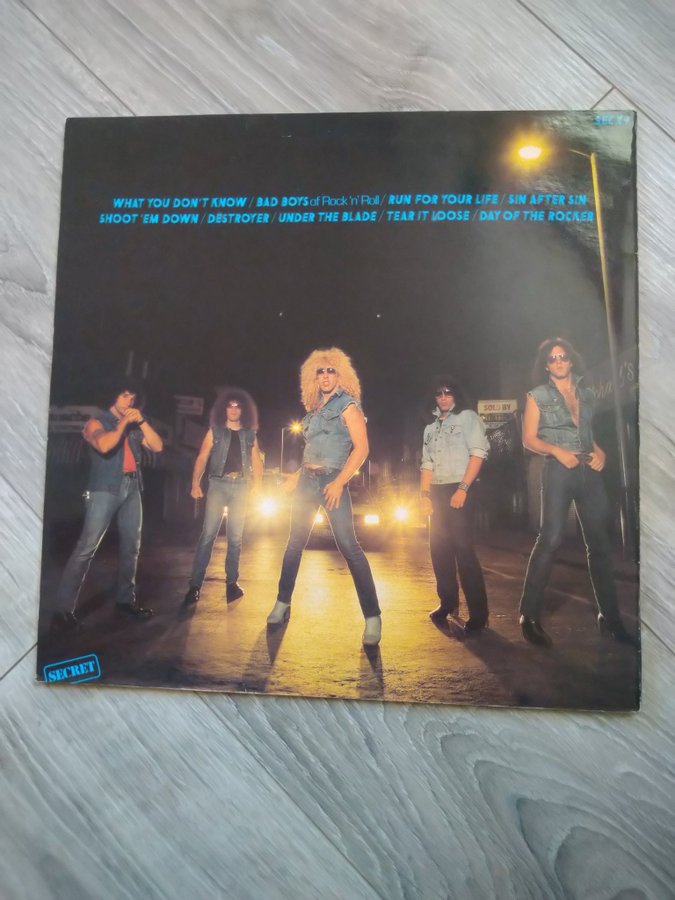 SEC X9
WHAT YOU DON'T KNOW / BAD BOYS of Rock 'n' Roll / RUN FOR YOUR LIFE / SIN AFTER SIN
SHOOT 'EM DOWN / DESTROYER / UNDER THE BLADE / TEAR IT LOOSE / DAY OF THE ROCKER
SOLD BY
SECRET